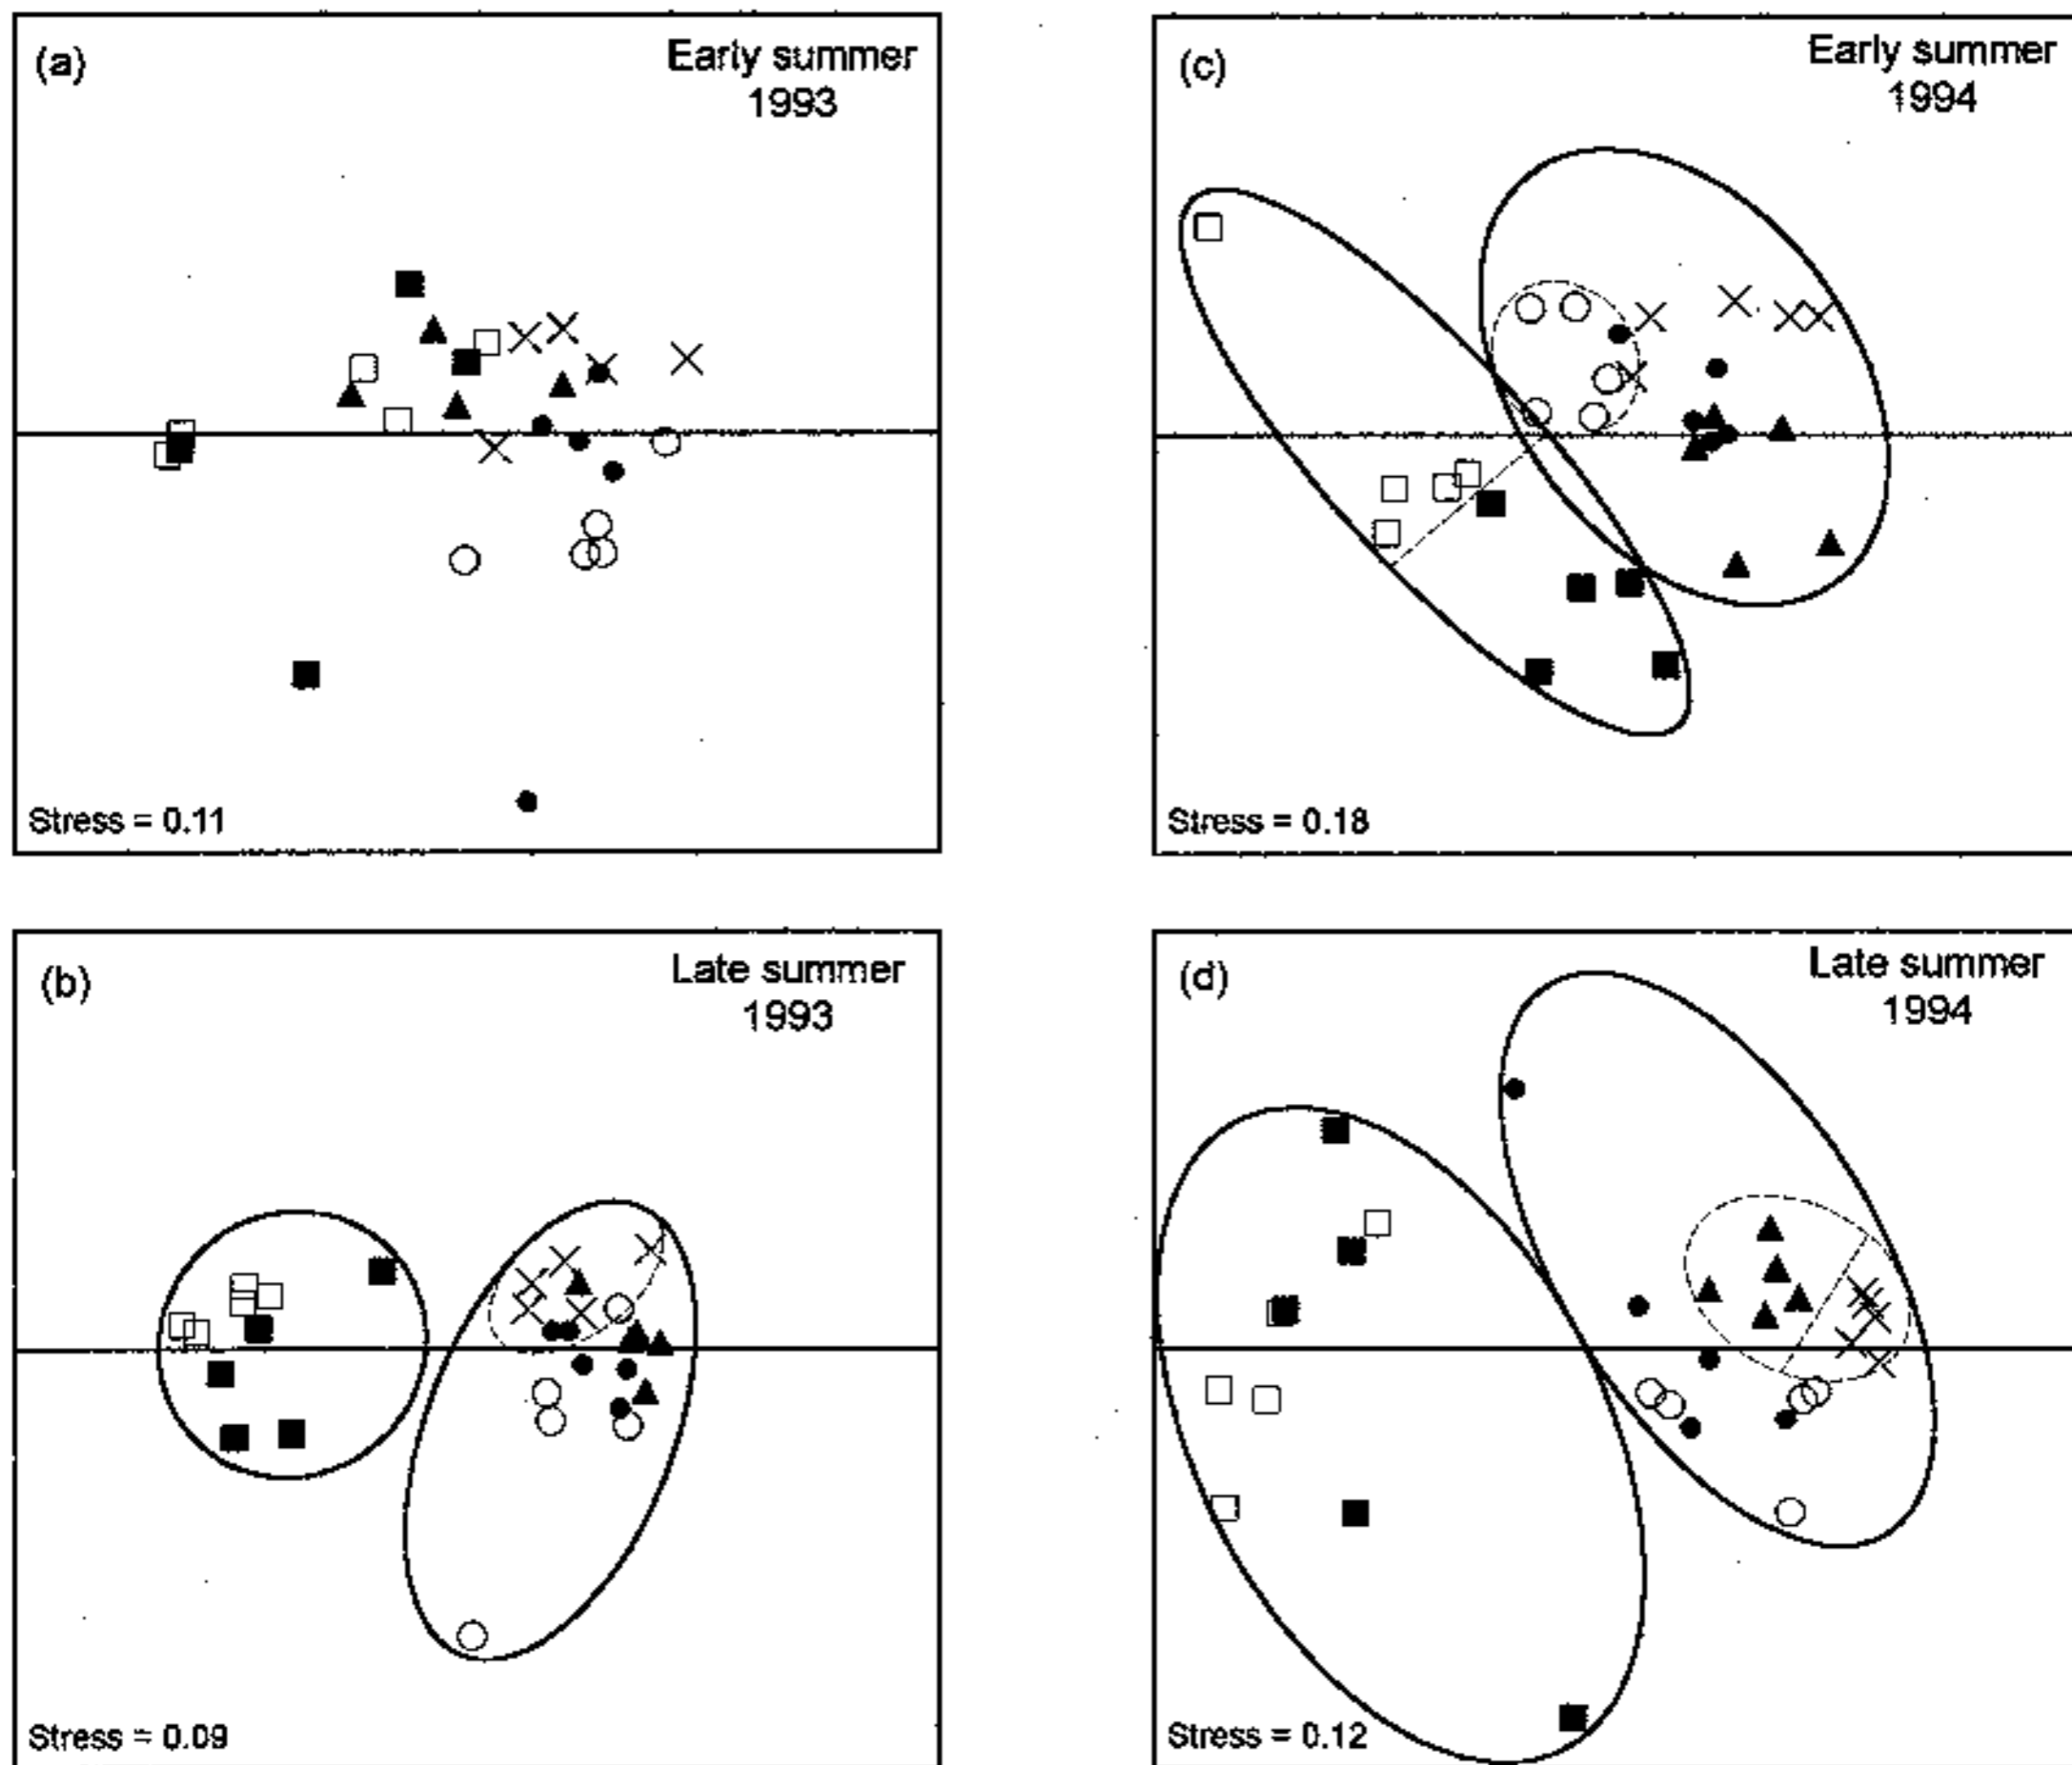 (a)
Early summer
1993
Stress = 0.11
(c)
Early summer
1994
Stress = 0.18
(b)
Late summer
1993
Stress = 0.09
(d)
Late summer
1994
Stress = 0.12